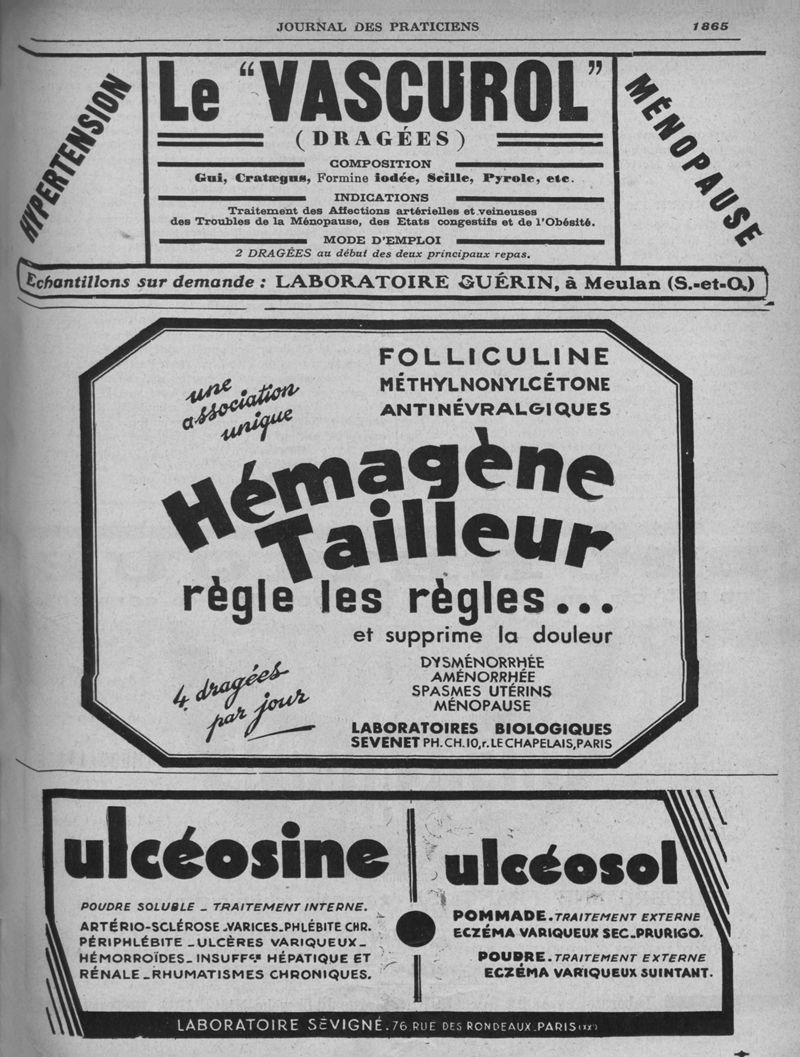 JOURNAL DES PRATICIENS 1865
HYPERTENSION
Le "VASCUROL"
(DRAGÉES)
COMPOSITION
Gui, Cratægus, Formine iodée, Scille, Pyrole, etc.
INDICATIONS
Traitement des Affections artérielles et veineuses
des Troubles de la Ménopause, des Etats congestifs et de l'Obésité.
MODE D'EMPLOI
2 DRAGÉES au début des deux principaux repas.
MÉNOPAUSE
Echantillons sur demande : LABORATOIRE GUÉRIN, à Meulan (S.-et-O.)
une
association
unique
FOLLICULINE
MÉTHYLNONYLCÉTONE
ANTINÉVRALGIQUES
Hémagène
Tailleur
règle les règles...
et supprime la douleur
4 dragées
par jour
DYSMÉNORRHÉE
AMÉNORRHÉE
SPASMES UTÉRINS
MÉNOPAUSE
LABORATOIRES BIOLOGIQUES
SEVENET PH. CH. 10, r. LE CHAPELAIS, PARIS
ulcéosine
POUDRE SOLUBLE _ TRAITEMENT INTERNE.
ARTÉRIO-SCLÉROSE _VARICES_PHLÉBITE CHR.
PÉRIPHLÉBITE _ ULCÈRES VARIQUEUX _
HÉMORROÏDES_ INSUFFce HÉPATIQUE ET
RÉNALE _ RHUMATISMES CHRONIQUES.
ulcéosol
POMMADE. TRAITEMENT EXTERNE
ECZÉMA VARIQUEUX SEC_PRURIGO.
POUDRE. TRAITEMENT EXTERNE
ECZÉMA VARIQUEUX SUINTANT.
LABORATOIRE SÉVIGNÉ. 76 RUE DES RONDEAUX. PARIS (XXe)